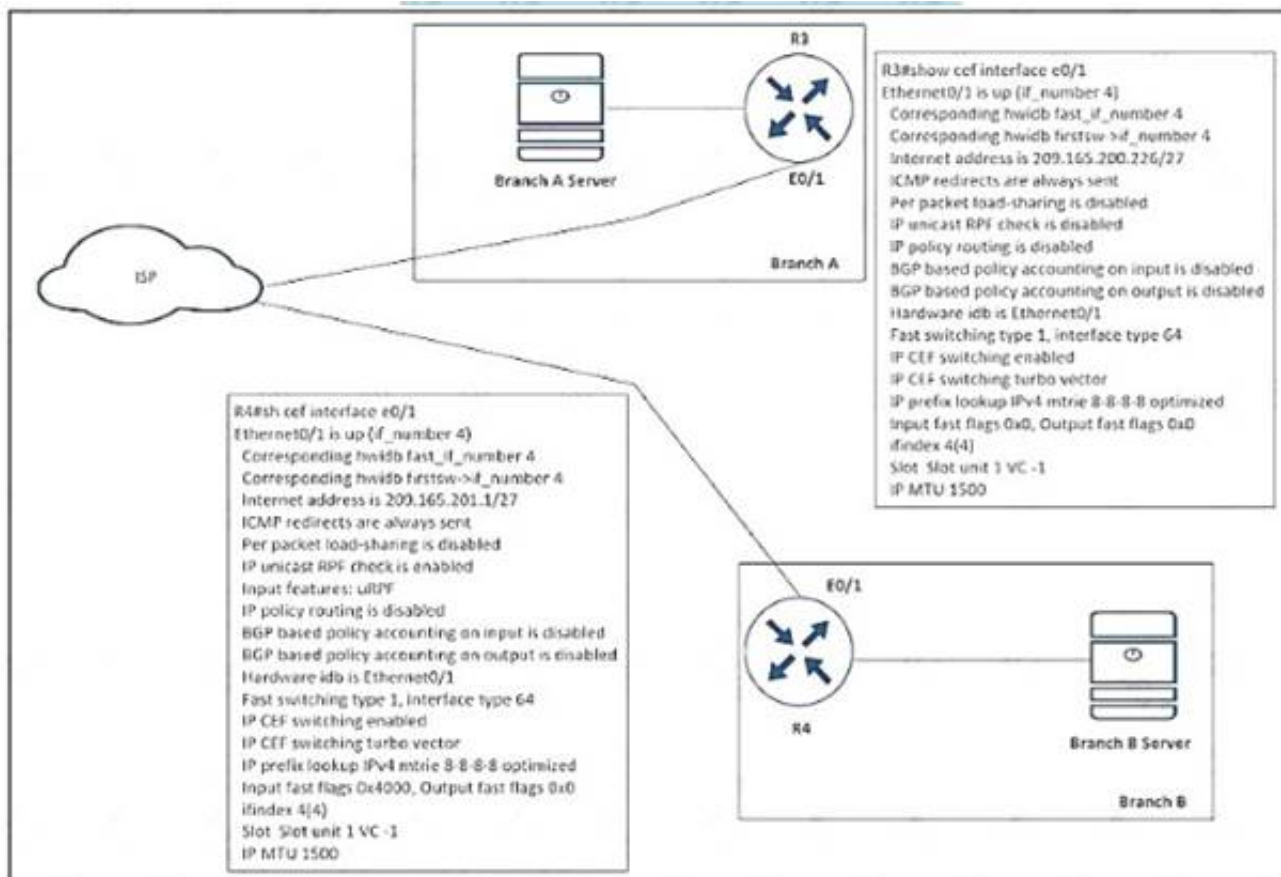 R3
R3#show cef interface e0/1
Ethernet0/1 is up (if_number 4)
Corresponding hwidb fast_if_number 4
Corresponding hwidb firstsw->if_number 4
Internet address is 209.165.200.226/27
ICMP redirects are always sent
Per packet load-sharing is disabled
IP unicast RPF check is disabled
IP policy routing is disabled
BGP based policy accounting on input is disabled
BGP based policy accounting on output is disabled
Hardware idb is Ethernet0/1
Fast switching type 1, interface type 64
IP CEF switching enabled
IP CEF switching turbo vector
IP prefix lookup IPv4 mtrie 8-8-8-8 optimized
Input fast flags 0x0, Output fast flags 0x0
ifindex 4(4)
Slot Slot unit 1 VC -1
IP MTU 1500
Branch A Server
E0/1
Branch A
ISP
R4#sh cef interface e0/1
Ethernet0/1 is up (if_number 4)
Corresponding hwidb fast_if_number 4
Corresponding hwidb firstsw->if_number 4
Internet address is 209.165.201.1/27
ICMP redirects are always sent
Per packet load-sharing is disabled
IP unicast RPF check is enabled
Input features: uRPF
IP policy routing is disabled
BGP based policy accounting on input is disabled
BGP based policy accounting on output is disabled
Hardware idb is Ethernet0/1
Fast switching type 1, interface type 64
IP CEF switching enabled
IP CEF switching turbo vector
IP prefix lookup IPv4 mtrie 8-8-8-8 optimized
Input fast flags 0x4000, Output fast flags 0x0
ifindex 4(4)
Slot Slot unit 1 VC -1
IP MTU 1500
E0/1
R4
Branch B Server
Branch B